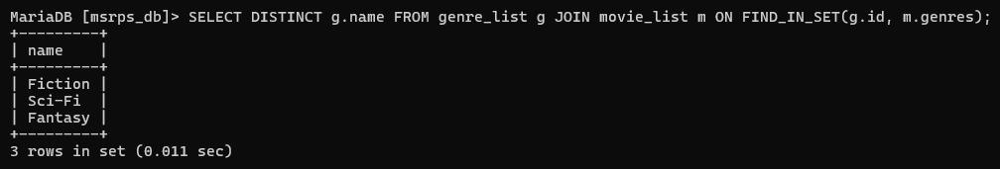 MariaDB [msrps_db]> SELECT DISTINCT g.name FROM genre_list g JOIN movie_list m ON FIND_IN_SET(g.id, m.genres);
+---------+
| name    |
+---------+
| Fiction |
| Sci-Fi  |
| Fantasy |
+---------+
3 rows in set (0.011 sec)